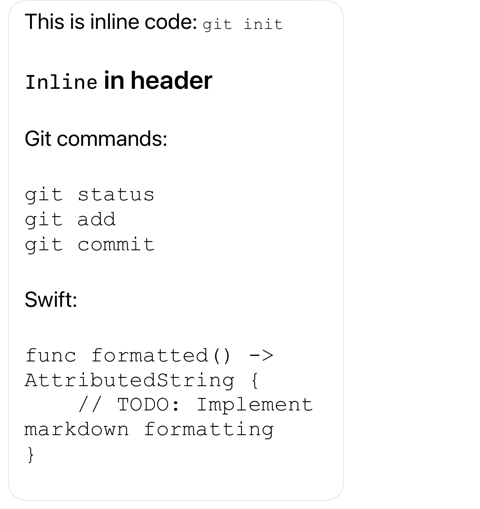 This is inline code: git init
Inline in header
Git commands:
git status
git add
git commit
Swift:
func formatted() ->
AttributedString {
    // TODO: Implement
markdown formatting
}